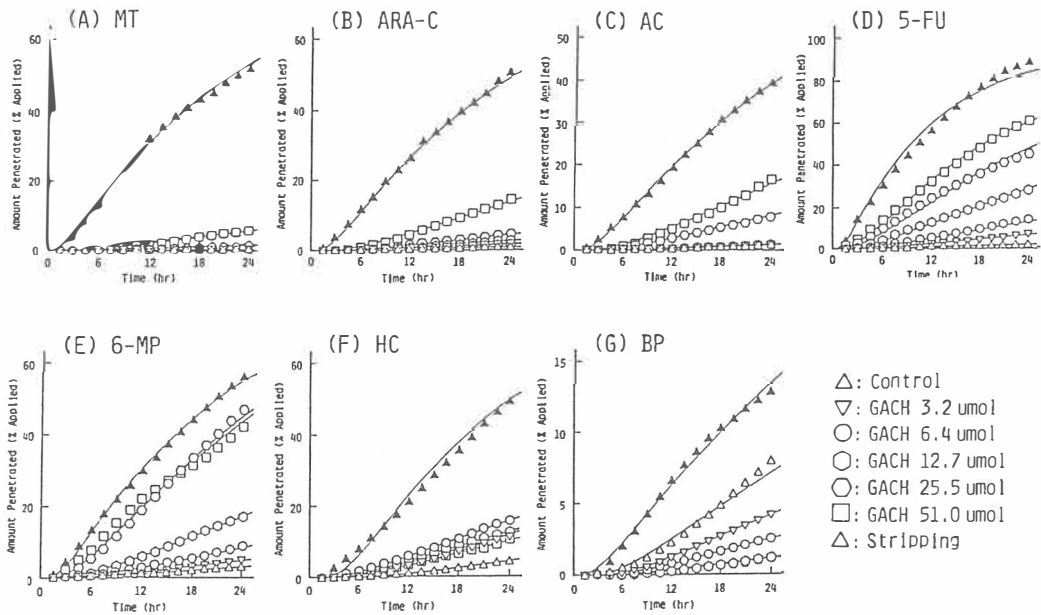 (A) MT
Amount Penetrated (% Applied)
60
40
20
0
6
12
18
24
Time (hr)
(B) ARA-C
Amount Penetrated (% Applied)
60
40
20
0
0
6
12
18
24
Time (hr)
(C) AC
Amount Penetrated (% Applied)
50
40
30
20
10
0
0
6
12
18
24
Time (hr)
(D) 5-FU
Amount Penetrated (% Applied)
100
80
60
40
20
0
0
6
12
18
24
Time (hr)
(E) 6-MP
Amount Penetrated (% Applied)
60
40
20
0
0
6
12
18
24
Time (hr)
(F) HC
Amount Penetrated (% Applied)
60
40
20
0
0
6
12
18
24
Time (hr)
(G) BP
Amount Penetrated (% Applied)
15
10
5
0
0
6
12
18
24
Time (hr)
△: Control
▽: GACH 3.2 umol
○: GACH 6.4 umol
⬡: GACH 12.7 umol
⬡: GACH 25.5 umol
□: GACH 51.0 umol
△: Stripping